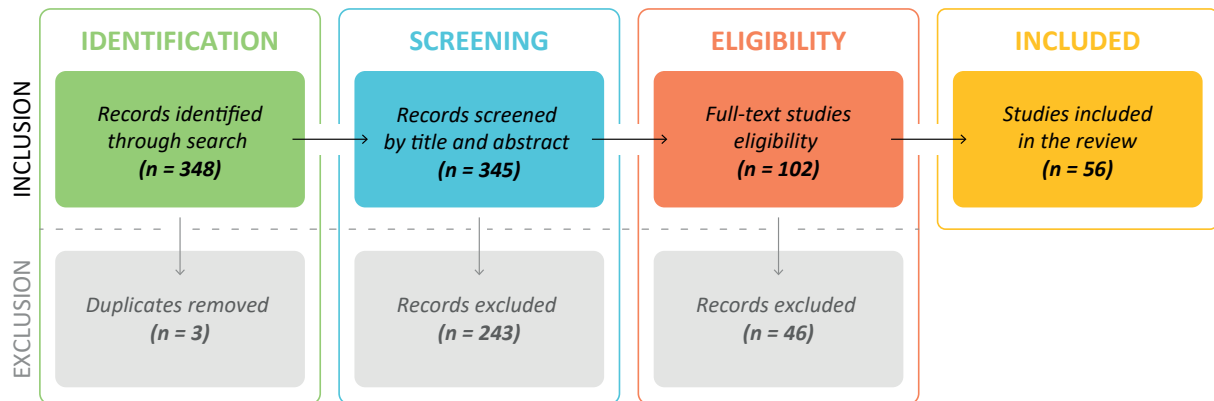 IDENTIFICATION
SCREENING
ELIGIBILITY
INCLUDED
INCLUSION
Records identified
through search
(n = 348)
Records screened
by title and abstract
(n = 345)
Full-text studies
eligibility
(n = 102)
Studies included
in the review
(n = 56)
EXCLUSION
Duplicates removed
(n = 3)
Records excluded
(n = 243)
Records excluded
(n = 46)